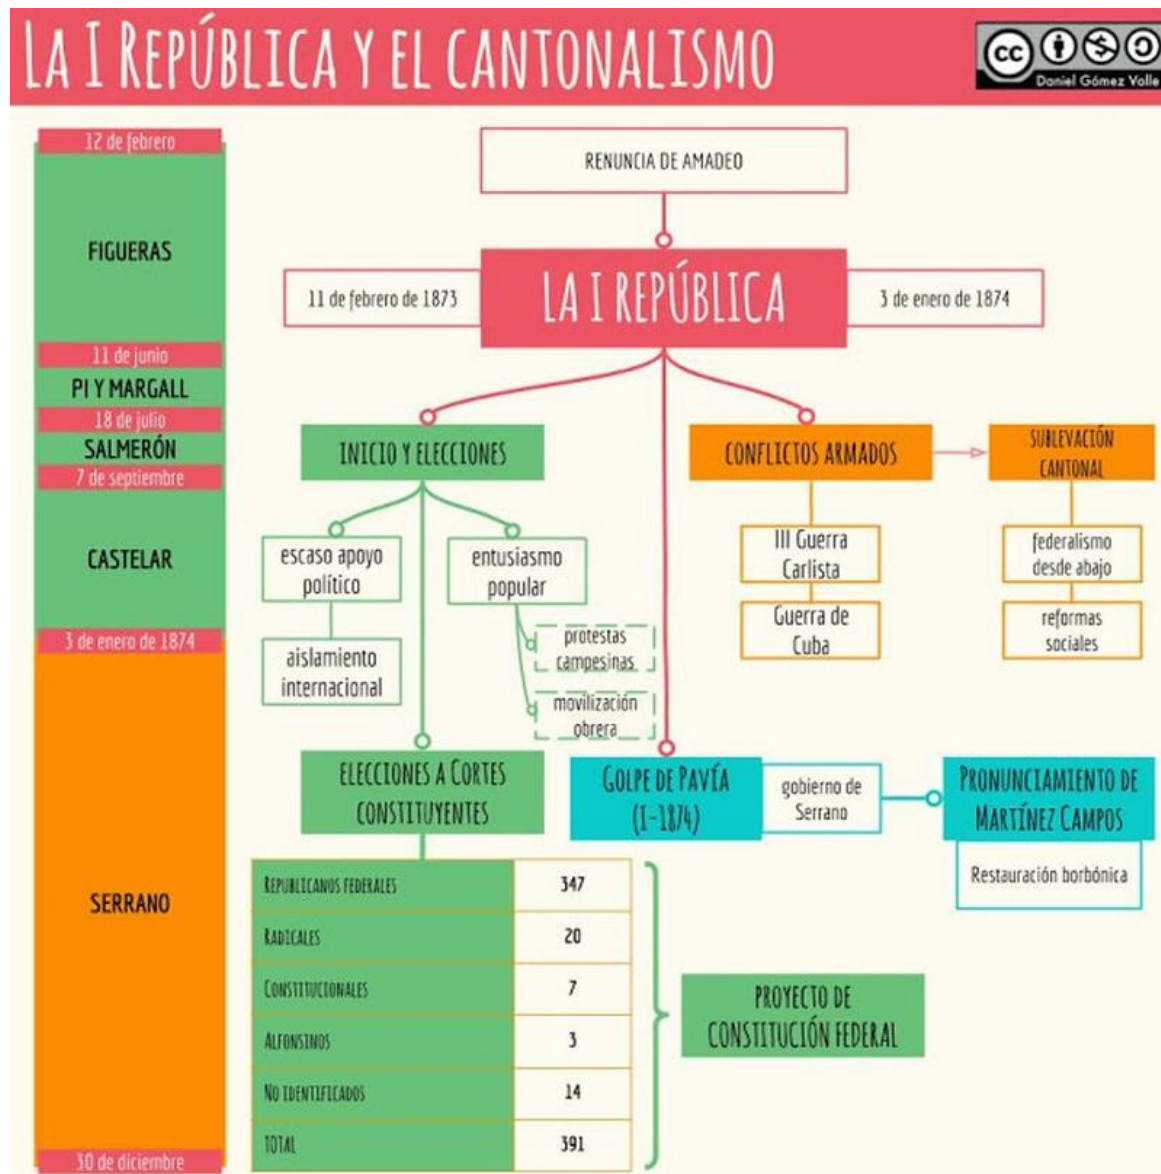 LA I REPÚBLICA Y EL CANTONALISMO
cc
Daniel Gómez Valle
12 de febrero
FIGUERAS
11 de junio
PI Y MARGALL
18 de julio
SALMERÓN
7 de septiembre
CASTELAR
3 de enero de 1874
SERRANO
30 de diciembre
RENUNCIA DE AMADEO
11 de febrero de 1873
LA I REPÚBLICA
3 de enero de 1874
INICIO Y ELECCIONES
escaso apoyo
político
aislamiento
internacional
entusiasmo
popular
protestas
campesinas
movilización
obrera
CONFLICTOS ARMADOS
III Guerra
Carlista
Guerra de
Cuba
SUBLEVACIÓN
CANTONAL
federalismo
desde abajo
reformas
sociales
ELECCIONES A CORTES
CONSTITUYENTES
GOLPE DE PAVÍA
(I-1874)
gobierno de
Serrano
PRONUNCIAMIENTO DE
MARTÍNEZ CAMPOS
Restauración borbónica
REPUBLICANOS FEDERALES 347
RADICALES 20
CONSTITUCIONALES 7
ALFONSINOS 3
NO IDENTIFICADOS 14
TOTAL 391
PROYECTO DE
CONSTITUCIÓN FEDERAL